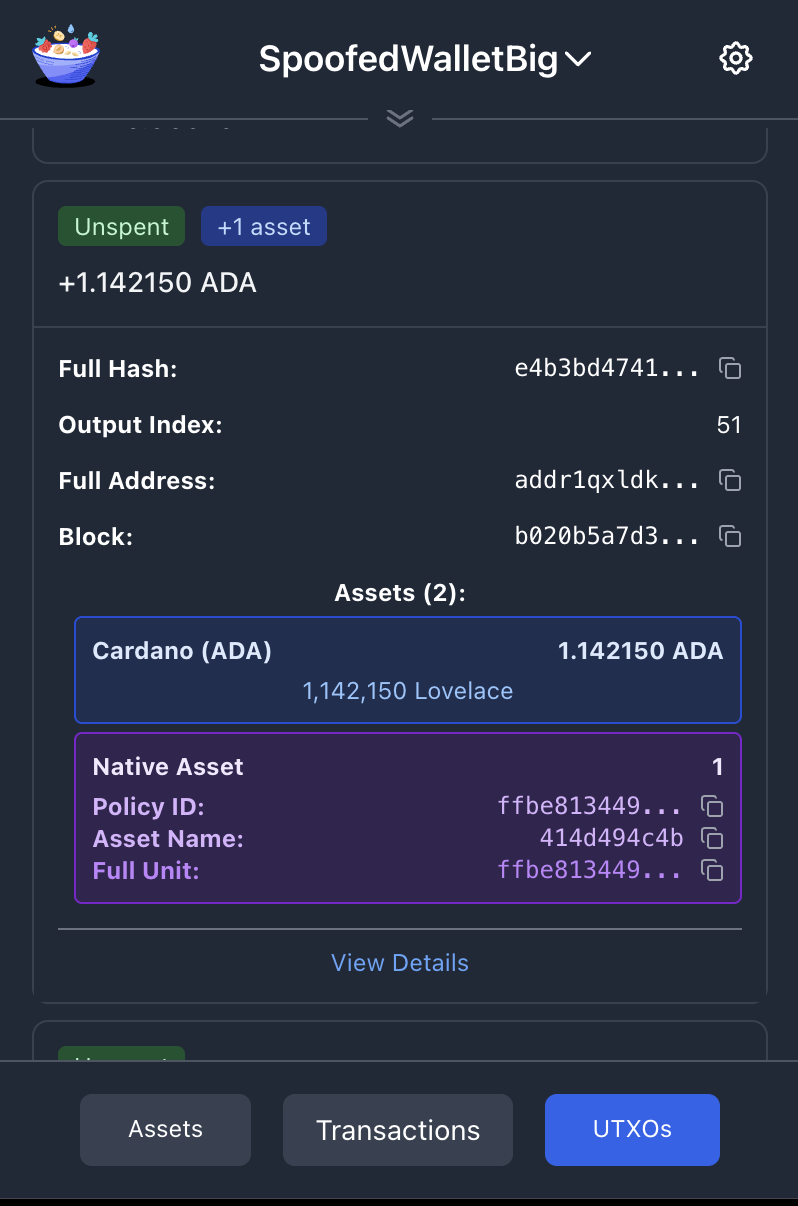 SpoofedWalletBig
Unspent +1 asset
+1.142150 ADA
Full Hash: e4b3bd4741...
Output Index: 51
Full Address: addr1qxldk...
Block: b020b5a7d3...
Assets (2):
Cardano (ADA) 1.142150 ADA
1,142,150 Lovelace
Native Asset 1
Policy ID: ffbe813449...
Asset Name: 414d494c4b
Full Unit: ffbe813449...
View Details
Assets Transactions UTXOs